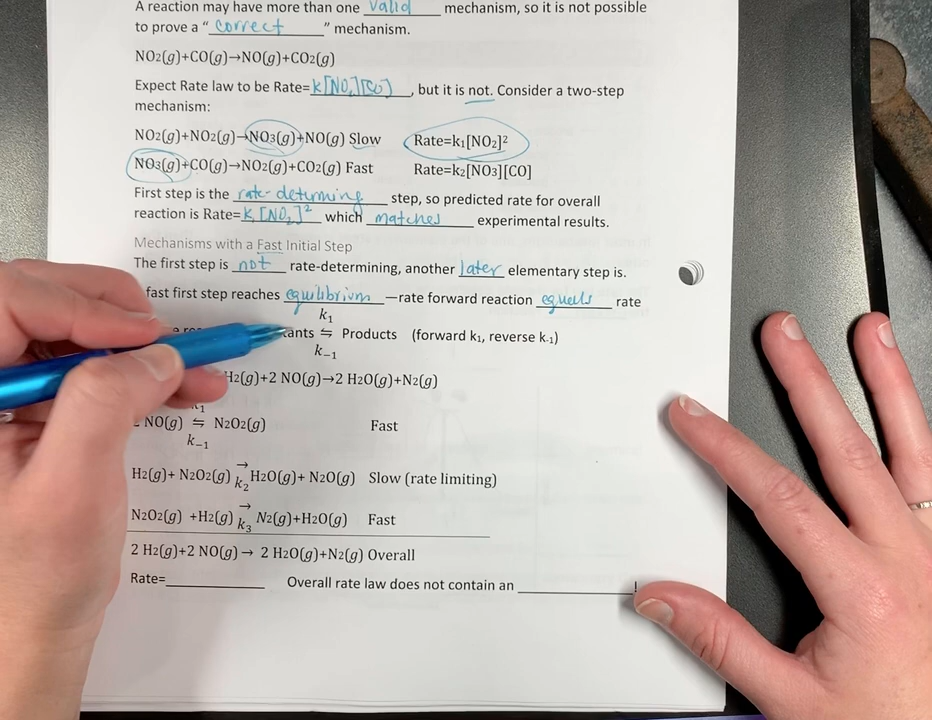 A reaction may have more than one valid mechanism, so it is not possible
to prove a “ correct ” mechanism.
NO2(g)+CO(g)→NO(g)+CO2(g)
Expect Rate law to be Rate= k[NO2][CO] , but it is not. Consider a two-step
mechanism:
NO2(g)+NO2(g)→NO3(g)+NO(g) Slow Rate=k₁[NO₂]²
NO3(g)+CO(g)→NO2(g)+CO2(g) Fast Rate=k₂[NO3][CO]
First step is the rate-determining step, so predicted rate for overall
reaction is Rate= k₁[NO₂]² which matches experimental results.
Mechanisms with a Fast Initial Step
The first step is not rate-determining, another later elementary step is.
fast first step reaches equilibrium —rate forward reaction equals rate
k₁
⇋ Products (forward k₁, reverse k-1)
k₋₁
H2(g)+2 NO(g)→2 H2O(g)+N2(g)
NO(g) ⇋ N2O2(g) Fast
k₋₁
H2(g)+ N2O2(g) →k₂ H2O(g)+ N2O(g) Slow (rate limiting)
N2O2(g) +H2(g) →k₃ N2(g)+H2O(g) Fast
2 H2(g)+2 NO(g)→ 2 H2O(g)+N2(g) Overall
Rate=____________ Overall rate law does not contain an ______________!